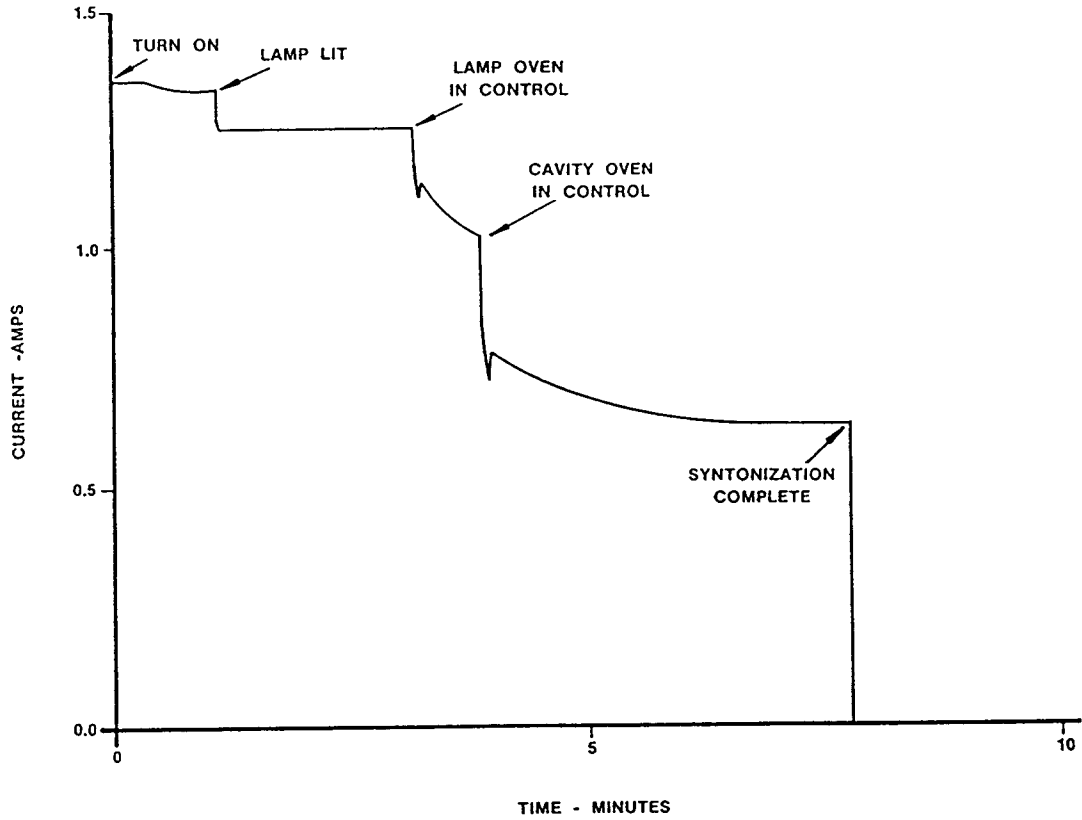 1.5
TURN ON
LAMP LIT
LAMP OVEN
IN CONTROL
CAVITY OVEN
IN CONTROL
1.0
CURRENT -AMPS
SYNTONIZATION
COMPLETE
0.5
0.0
0
5
10
TIME - MINUTES